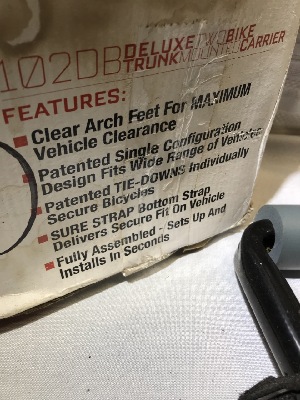 102DB DELUXE TWO BIKE
TRUNK MOUNTED CARRIER
FEATURES:
Clear Arch Feet For MAXIMUM
Vehicle Clearance
Patented Single Configuration
Design Fits Wide Range of Vehicles
Patented TIE-DOWNS Individually
Secure Bicycles
SURE STRAP Bottom Strap
Delivers Secure Fit On Vehicle
Fully Assembled - Sets Up And
Installs In Seconds